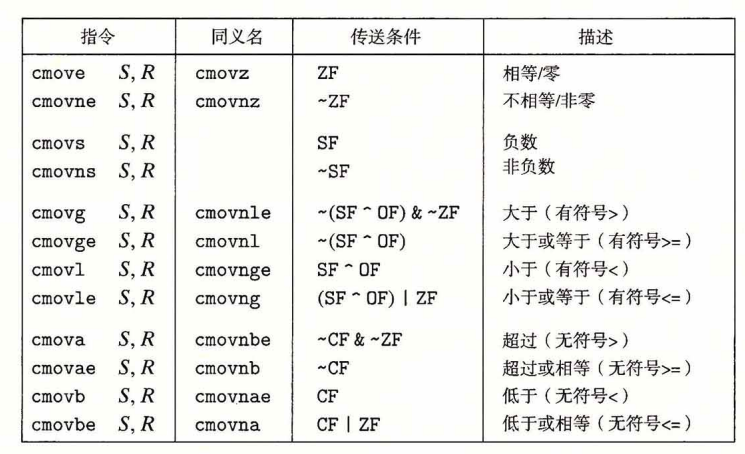 指令 同义名 传送条件 描述
cmove S, R cmovz ZF 相等/零
cmovne S, R cmovnz ~ZF 不相等/非零
cmovs S, R SF 负数
cmovns S, R ~SF 非负数
cmovg S, R cmovnle ~(SF ^ OF) & ~ZF 大于（有符号>）
cmovge S, R cmovnl ~(SF ^ OF) 大于或等于（有符号>=）
cmovl S, R cmovnge SF ^ OF 小于（有符号<）
cmovle S, R cmovng (SF ^ OF) | ZF 小于或等于（有符号<=）
cmova S, R cmovnbe ~CF & ~ZF 超过（无符号>）
cmovae S, R cmovnb ~CF 超过或相等（无符号>=）
cmovb S, R cmovnae CF 低于（无符号<）
cmovbe S, R cmovna CF | ZF 低于或相等（无符号<=）